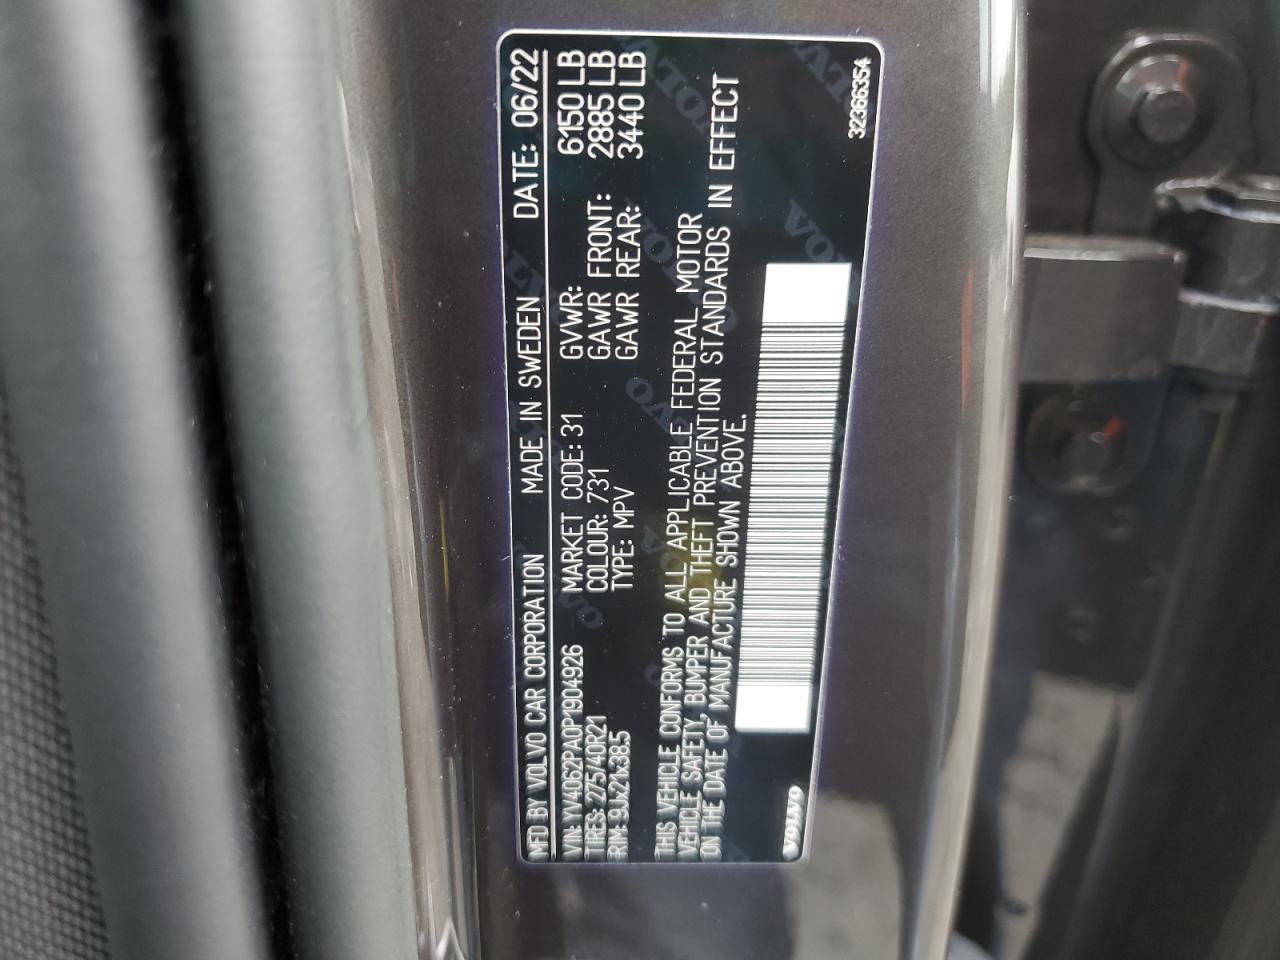 MFD BY VOLVO CAR CORPORATION MADE IN SWEDEN DATE: 06/22
VIN: YV4062PA0P1904926 MARKET CODE: 31 GVWR: 6150 LB
TIRES: 275/40R21 COLOUR: 731 GAWR FRONT: 2885 LB
RIM: 9Jx21x38.5 TYPE: MPV GAWR REAR: 3440 LB
THIS VEHICLE CONFORMS TO ALL APPLICABLE FEDERAL MOTOR
VEHICLE SAFETY, BUMPER AND THEFT PREVENTION STANDARDS IN EFFECT
ON THE DATE OF MANUFACTURE SHOWN ABOVE.
VOLVO
32366354